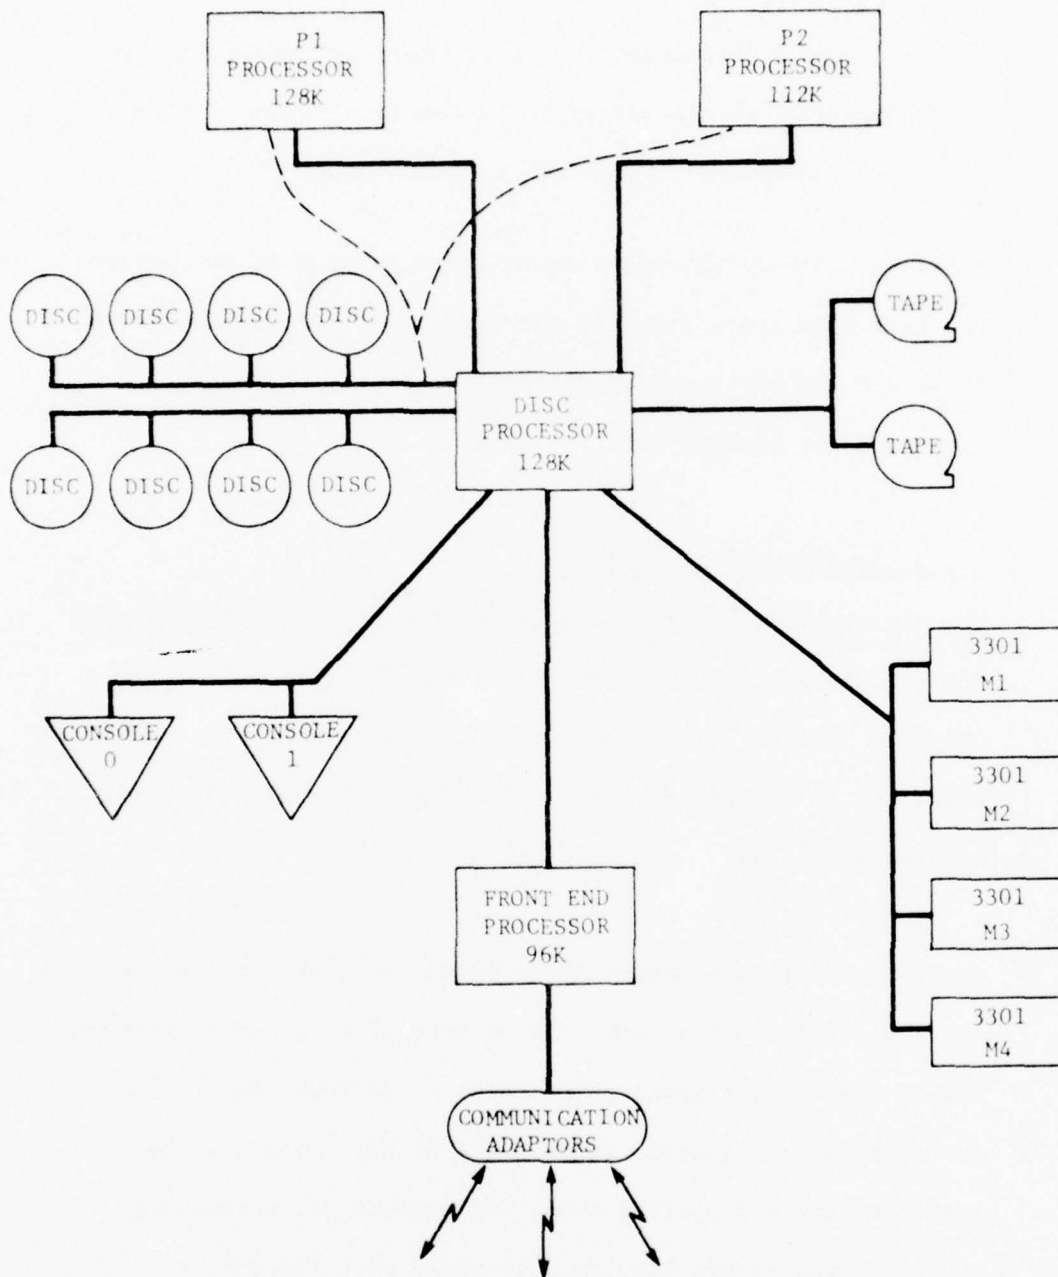 P1
PROCESSOR
128K
P2
PROCESSOR
112K
DISC
DISC
DISC
DISC
TAPE
DISC
PROCESSOR
128K
TAPE
DISC
DISC
DISC
DISC
3301
M1
CONSOLE
0
CONSOLE
1
3301
M2
FRONT END
PROCESSOR
96K
3301
M3
3301
M4
COMMUNICATION
ADAPTORS